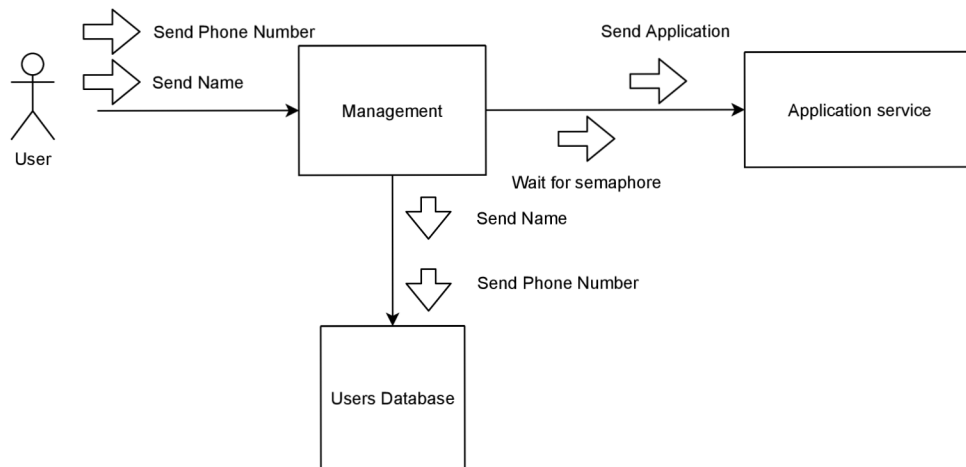 Send Phone Number
Send Name
User
Management
Send Application
Wait for semaphore
Application service
Send Name
Send Phone Number
Users Database